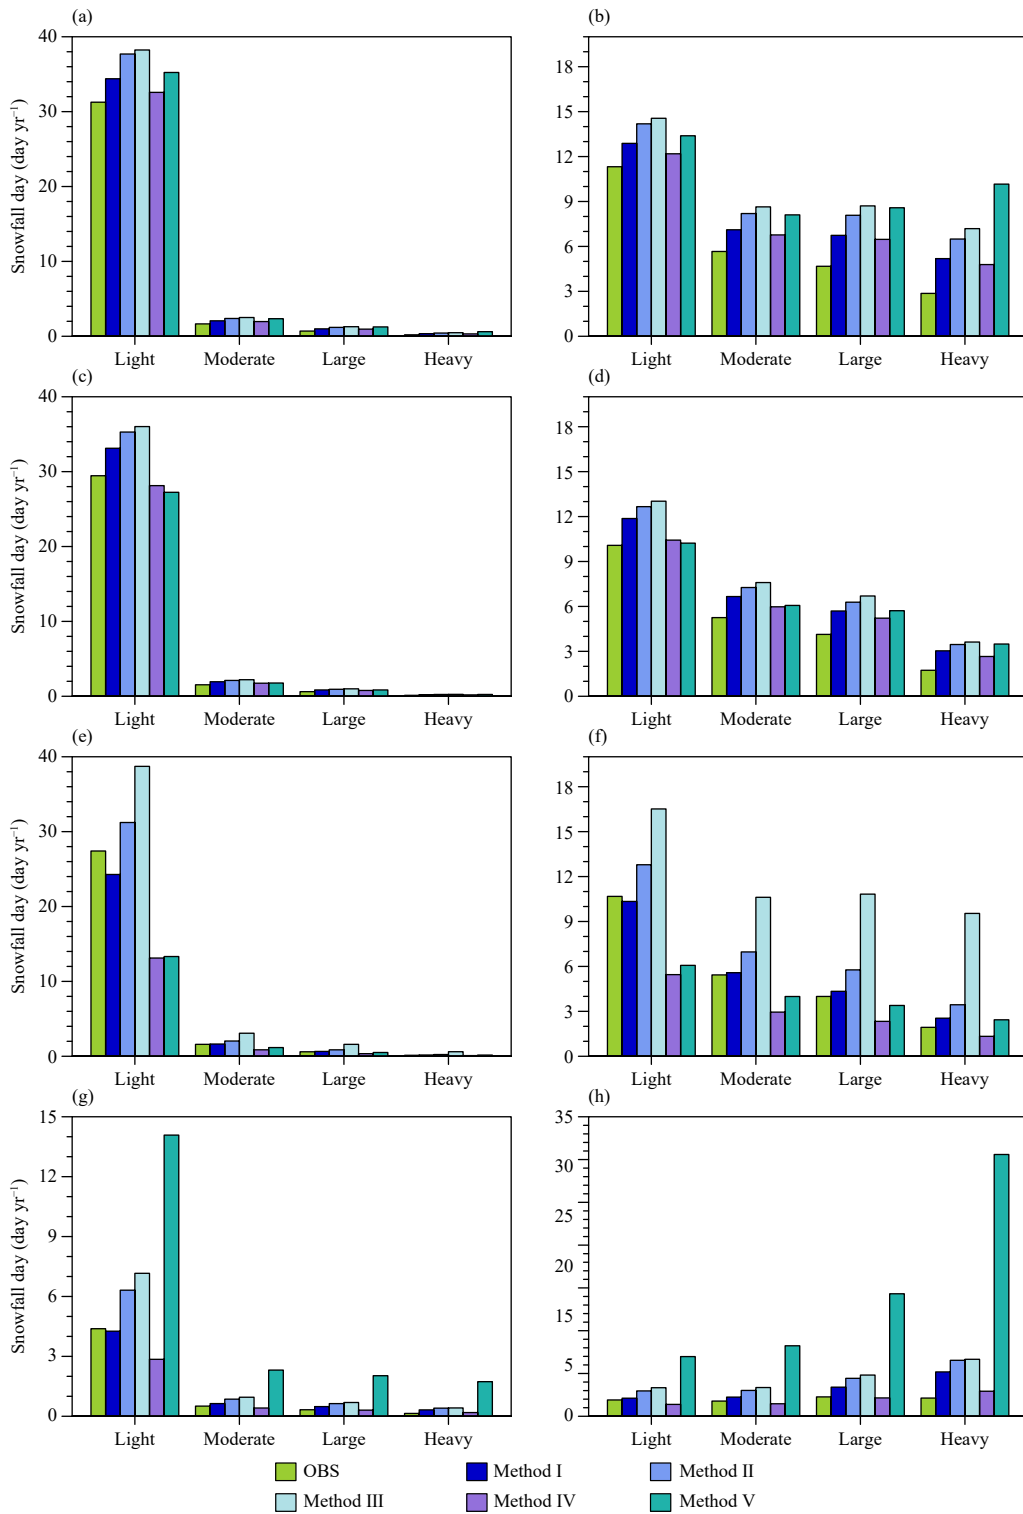 (a) (b)
Snowfall day (day yr⁻¹)
40
30
20
10
0
Light Moderate Large Heavy
18
15
12
9
6
3
0
Light Moderate Large Heavy
(c) (d)
Snowfall day (day yr⁻¹)
40
30
20
10
0
Light Moderate Large Heavy
18
15
12
9
6
3
0
Light Moderate Large Heavy
(e) (f)
Snowfall day (day yr⁻¹)
40
30
20
10
0
Light Moderate Large Heavy
18
15
12
9
6
3
0
Light Moderate Large Heavy
(g) (h)
Snowfall day (day yr⁻¹)
15
12
9
6
3
0
Light Moderate Large Heavy
35
30
25
20
15
5
0
Light Moderate Large Heavy
OBS Method I Method II
Method III Method IV Method V